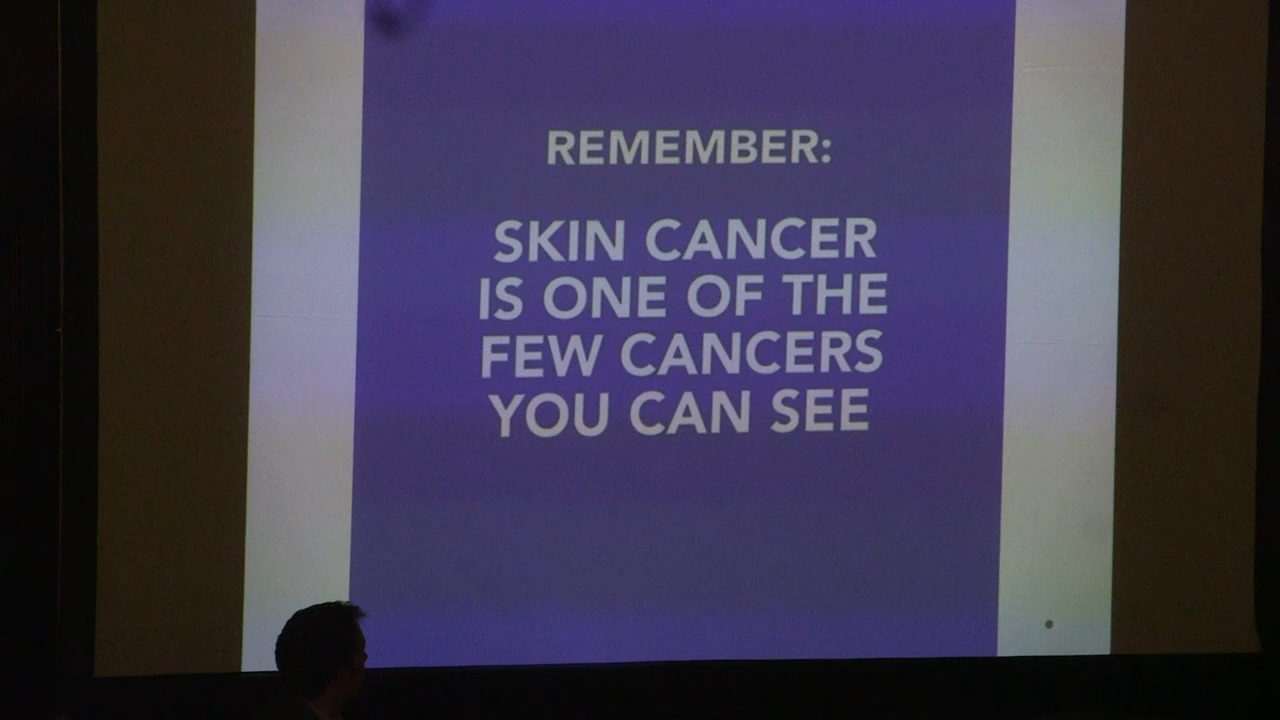 REMEMBER:
SKIN CANCER
IS ONE OF THE
FEW CANCERS
YOU CAN SEE